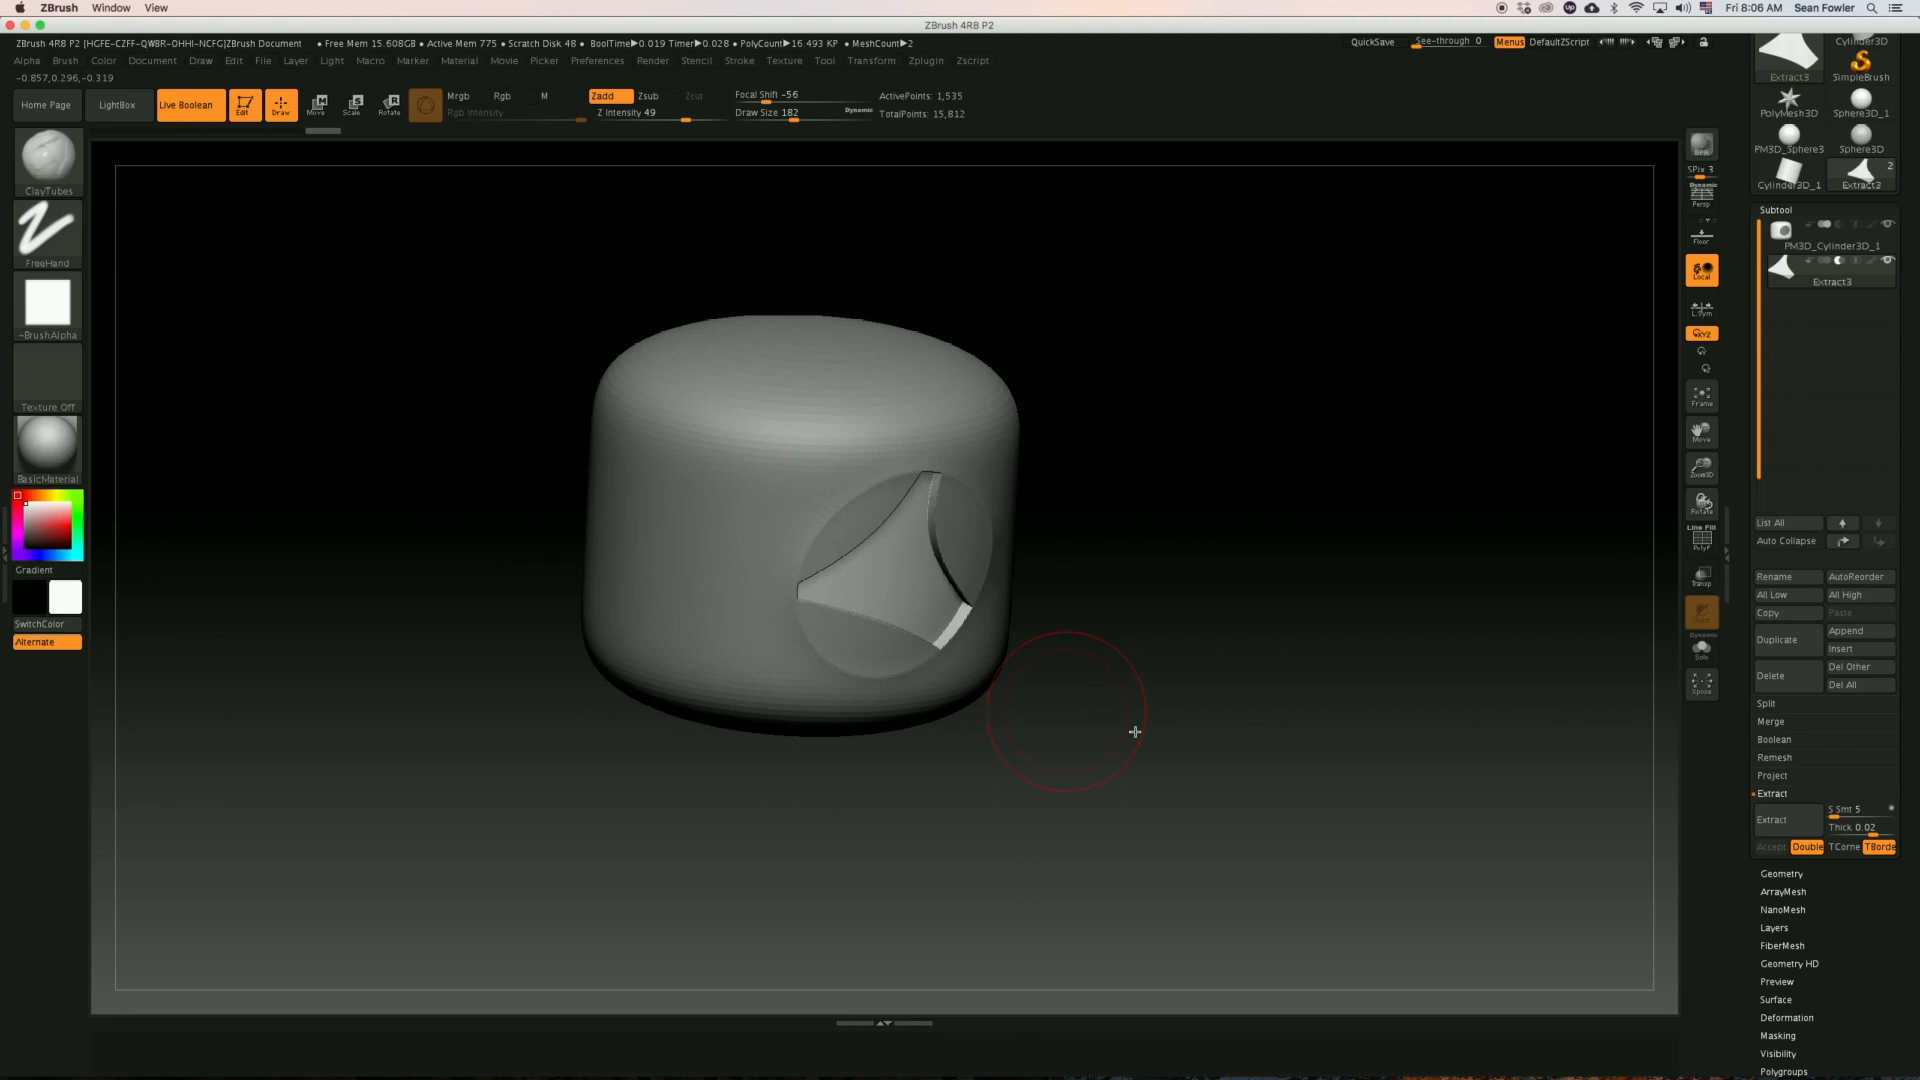 ZBrush Window View Fri 8:06 AM Sean Fowler
ZBrush 4R8 P2
ZBrush 4R8 P2 [HGFE-CZFF-QWBR-OHHI-NCFG]ZBrush Document • Free Mem 15.608GB • Active Mem 775 • Scratch Disk 48 • BoolTime▶0.019 Timer▶0.028 • PolyCount▶16.493 KP • MeshCount▶2 QuickSave See-through 0 Menus DefaultZScript
Alpha Brush Color Document Draw Edit File Layer Light Macro Marker Material Movie Picker Preferences Render Stencil Stroke Texture Tool Transform Zplugin Zscript
-0.857,0.296,-0.319
Home Page LightBox Live Boolean Edit Draw Move Scale Rotate
Mrgb Rgb M Zadd Zsub Zcut Focal Shift -56 ActivePoints: 1,535
Rgb Intensity Z Intensity 49 Draw Size 182 Dynamic TotalPoints: 15,812
ClayTubes
FreeHand
~BrushAlpha
Texture Off
BasicMaterial
Gradient
SwitchColor
Alternate
BPR
SPix 3
Dynamic
Persp
Floor
Local
L.Sym
XYZ
Frame
Move
Zoom3D
Rotate
Line Fill
PolyF
Transp
Ghost
Dynamic
Solo
Xpose
Cylinder3D
Extract3 SimpleBrush
PolyMesh3D Sphere3D_1
PM3D_Sphere3 Sphere3D
2
Cylinder3D_1 Extract3
Subtool
PM3D_Cylinder3D_1
Extract3
List All
Auto Collapse
Rename AutoReorder
All Low All High
Copy Paste
Duplicate Append
Insert
Delete Del Other
Del All
Split
Merge
Boolean
Remesh
Project
Extract
Extract S Smt 5
Thick 0.02
Accept Double TCorne TBorde
Geometry
ArrayMesh
NanoMesh
Layers
FiberMesh
Geometry HD
Preview
Surface
Deformation
Masking
Visibility
Polygroups